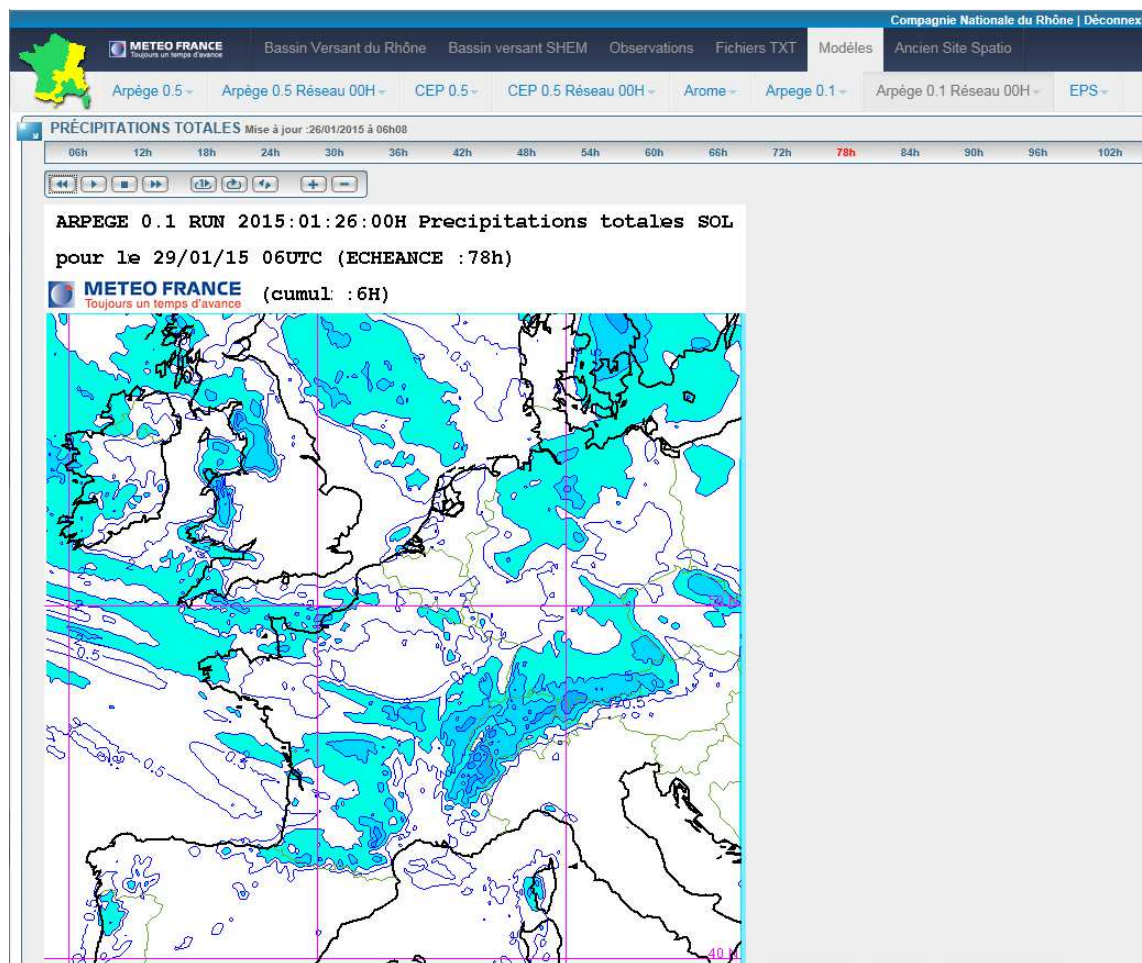 Compagnie Nationale du Rhône | Déconnex
METEO FRANCE
Toujours un temps d'avance
Bassin Versant du Rhône Bassin versant SHEM Observations Fichiers TXT Modèles Ancien Site Spatio
Arpège 0.5 Arpège 0.5 Réseau 00H CEP 0.5 CEP 0.5 Réseau 00H Arome Arpege 0.1 Arpège 0.1 Réseau 00H EPS
PRÉCIPITATIONS TOTALES Mise à jour :26/01/2015 à 06h08
06h 12h 18h 24h 30h 36h 42h 48h 54h 60h 66h 72h 78h 84h 90h 96h 102h
ARPEGE 0.1 RUN 2015:01:26:00H Precipitations totales SOL
pour le 29/01/15 06UTC (ECHEANCE :78h)
METEO FRANCE
Toujours un temps d'avance
(cumul :6H)
0.5
0.5
0.5
40 N